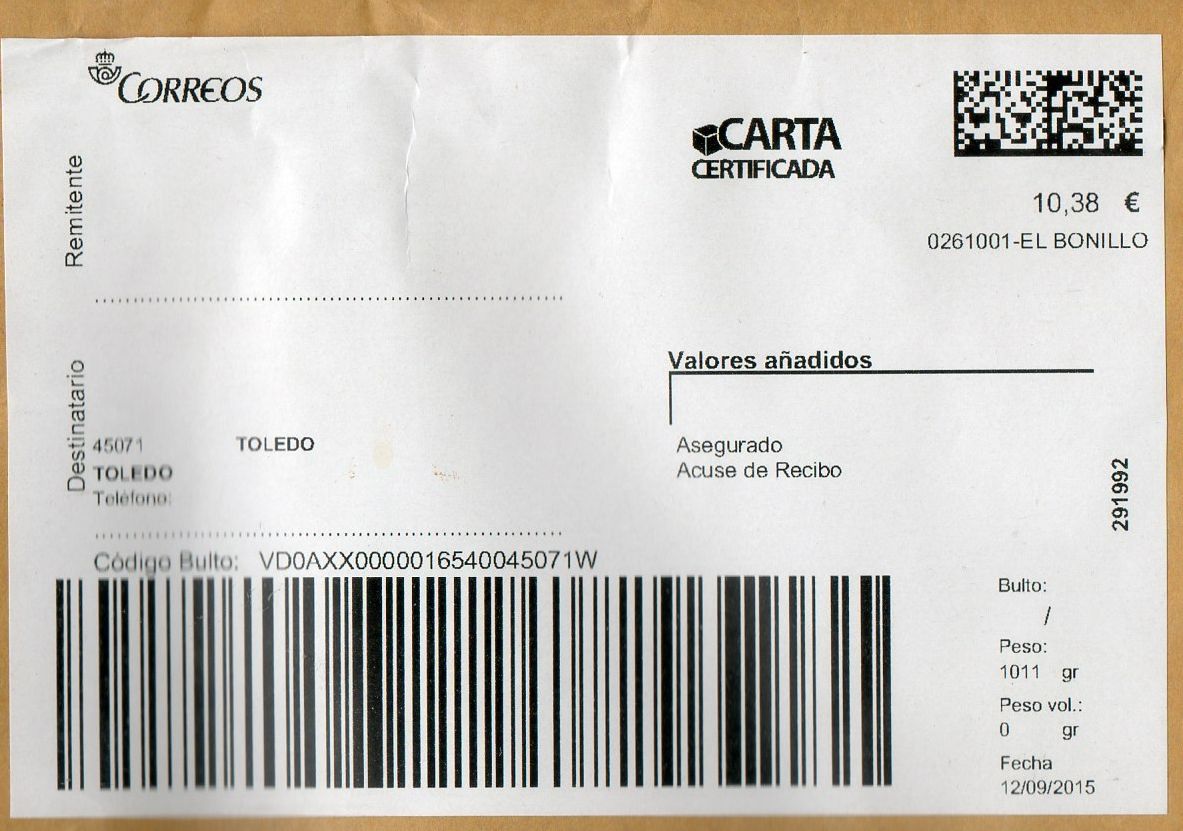 CORREOS
CARTA
CERTIFICADA
10,38 €
0261001-EL BONILLO
Remitente
Valores añadidos
Destinatario
45071 TOLEDO
TOLEDO
Teléfono:
Asegurado
Acuse de Recibo
291992
Código Bulto: VD0AXX0000016540045071W
Bulto:
/
Peso:
1011 gr
Peso vol.:
0 gr
Fecha
12/09/2015